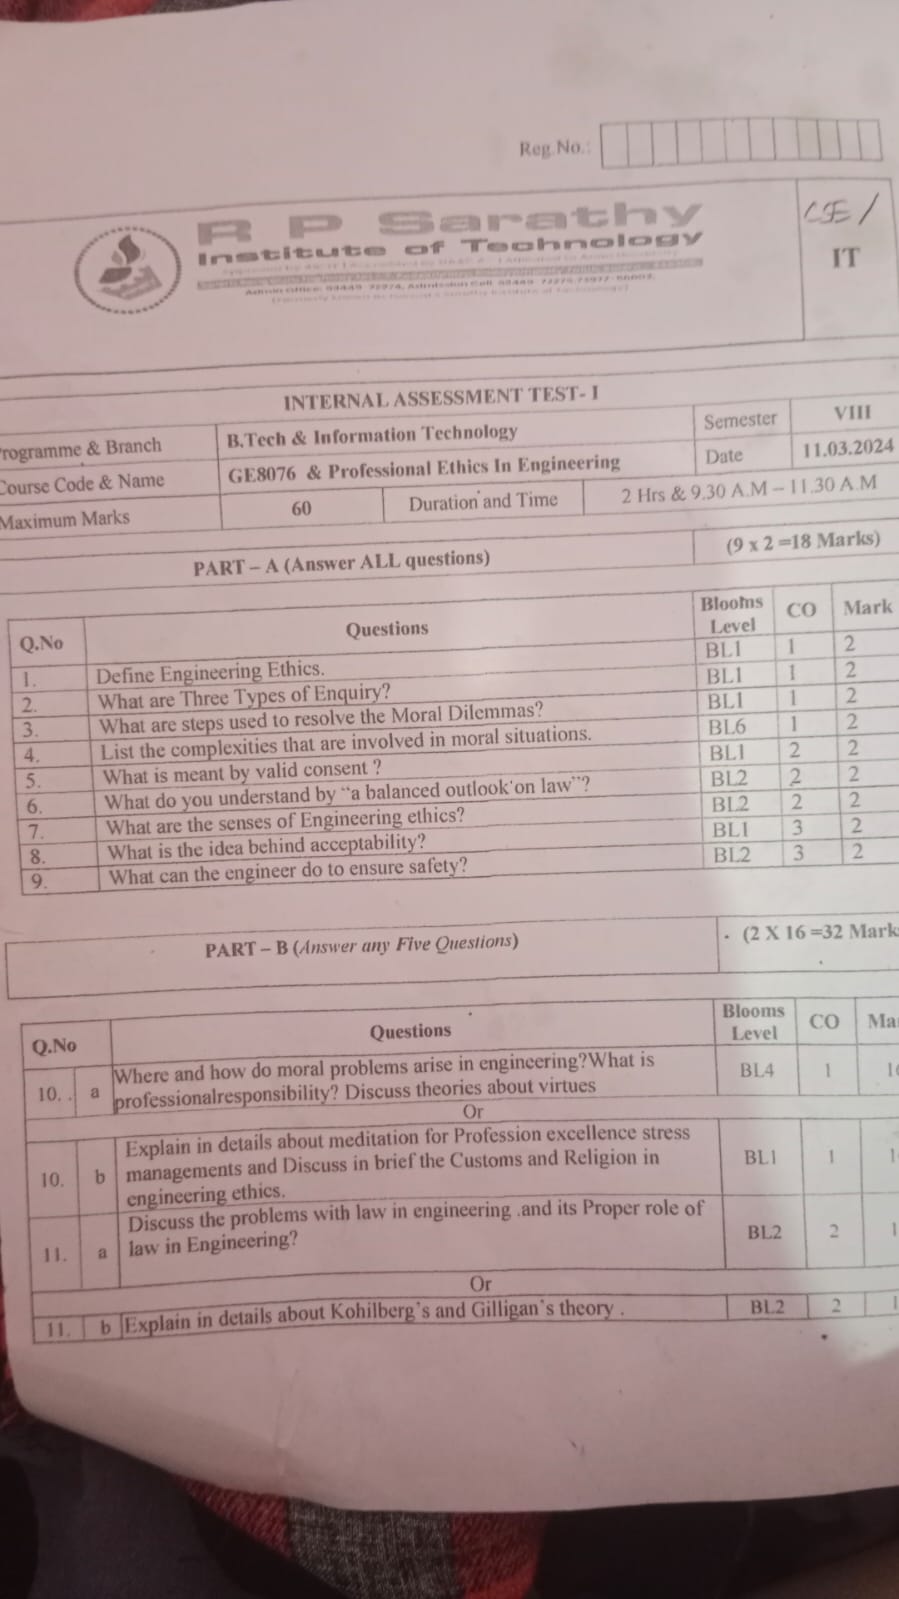 Reg.No.:
R P Sarathy
Institute of Technology
CSE /
IT
INTERNAL ASSESSMENT TEST- I
rogramme & Branch B.Tech & Information Technology Semester VIII
Course Code & Name GE8076 & Professional Ethics In Engineering Date 11.03.2024
Maximum Marks 60 Duration and Time 2 Hrs & 9.30 A.M – 11.30 A.M
PART – A (Answer ALL questions) (9 x 2 =18 Marks)
Q.No Questions Blooms Level CO Mark
1. Define Engineering Ethics. BL1 1 2
2. What are Three Types of Enquiry? BL1 1 2
3. What are steps used to resolve the Moral Dilemmas? BL1 1 2
4. List the complexities that are involved in moral situations. BL6 1 2
5. What is meant by valid consent ? BL1 2 2
6. What do you understand by “a balanced outlook on law”? BL2 2 2
7. What are the senses of Engineering ethics? BL2 2 2
8. What is the idea behind acceptability? BL1 3 2
9. What can the engineer do to ensure safety? BL2 3 2
PART – B (Answer any Five Questions) (2 X 16 =32 Mark
Q.No Questions Blooms Level CO Ma
10. . a Where and how do moral problems arise in engineering?What is BL4 1 1
professionalresponsibility? Discuss theories about virtues
Or
10. b Explain in details about meditation for Profession excellence stress BL1 1 1
managements and Discuss in brief the Customs and Religion in
engineering ethics.
11. a Discuss the problems with law in engineering .and its Proper role of BL2 2 1
law in Engineering?
Or
11. b Explain in details about Kohilberg's and Gilligan's theory . BL2 2 1